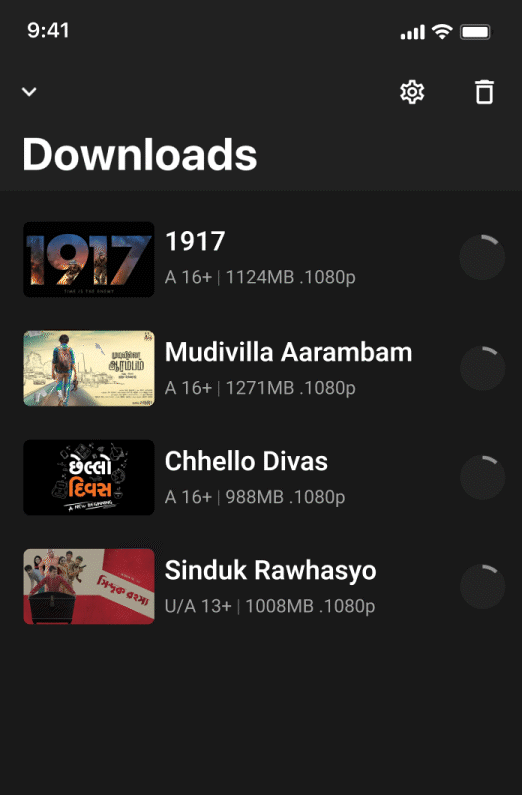 9:41
Downloads
1917
TIME IS THE ENEMY
1917
A 16+ | 1124MB .1080p
முடிவில்லா
ஆரம்பம்
Mudivilla Aarambam
A 16+ | 1271MB .1080p
છેલ્લો
દિવસ
A NEW BEGINNING
Chhello Divas
A 16+ | 988MB .1080p
সিন্দুক রহস্য
Sinduk Rawhasyo
U/A 13+ | 1008MB .1080p